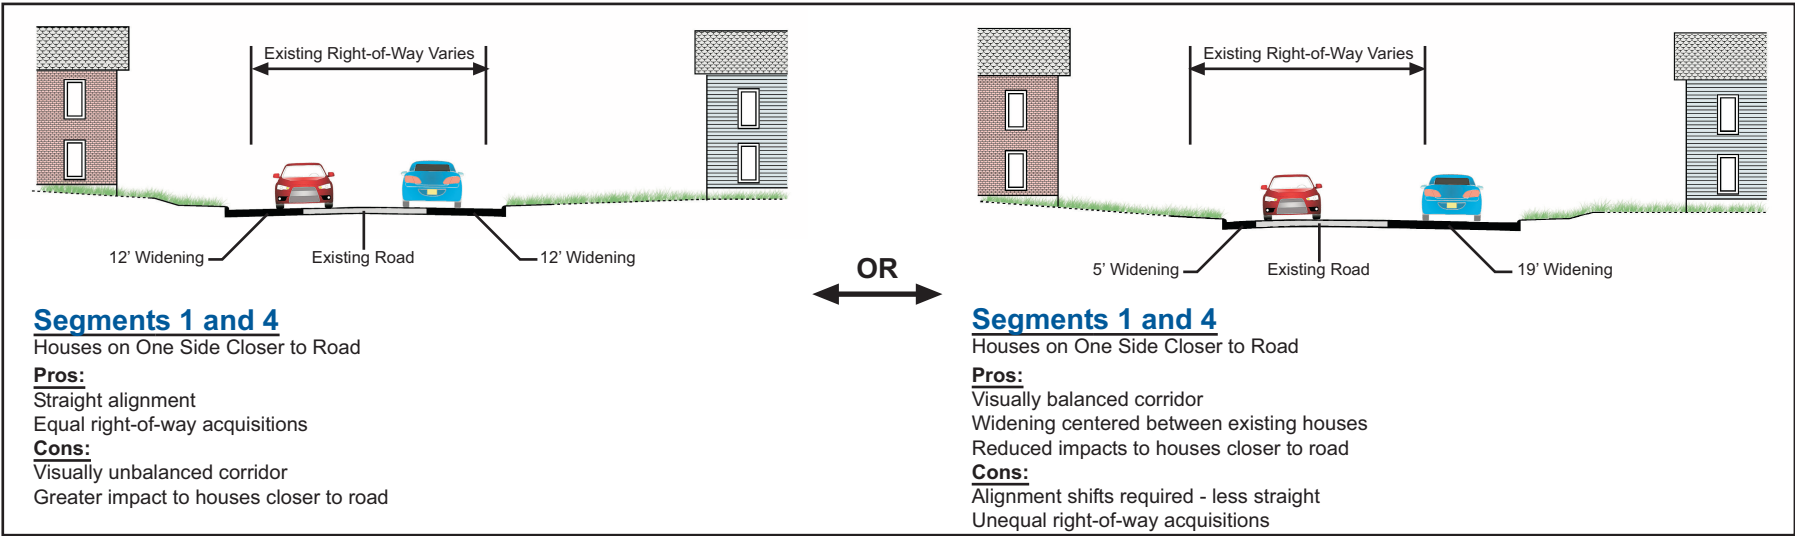 Existing Right-of-Way Varies
12’ Widening
Existing Road
12’ Widening
Segments 1 and 4
Houses on One Side Closer to Road
Pros:
Straight alignment
Equal right-of-way acquisitions
Cons:
Visually unbalanced corridor
Greater impact to houses closer to road
OR
Existing Right-of-Way Varies
5’ Widening
Existing Road
19’ Widening
Segments 1 and 4
Houses on One Side Closer to Road
Pros:
Visually balanced corridor
Widening centered between existing houses
Reduced impacts to houses closer to road
Cons:
Alignment shifts required - less straight
Unequal right-of-way acquisitions